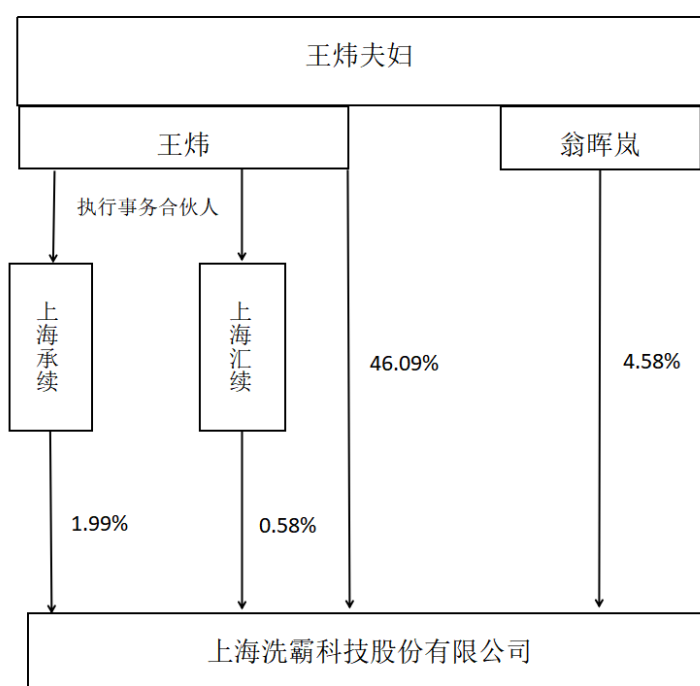 王炜夫妇
王炜
翁晖岚
执行事务合伙人
上海承续
上海汇续
46.09%
4.58%
1.99%
0.58%
上海洗霸科技股份有限公司